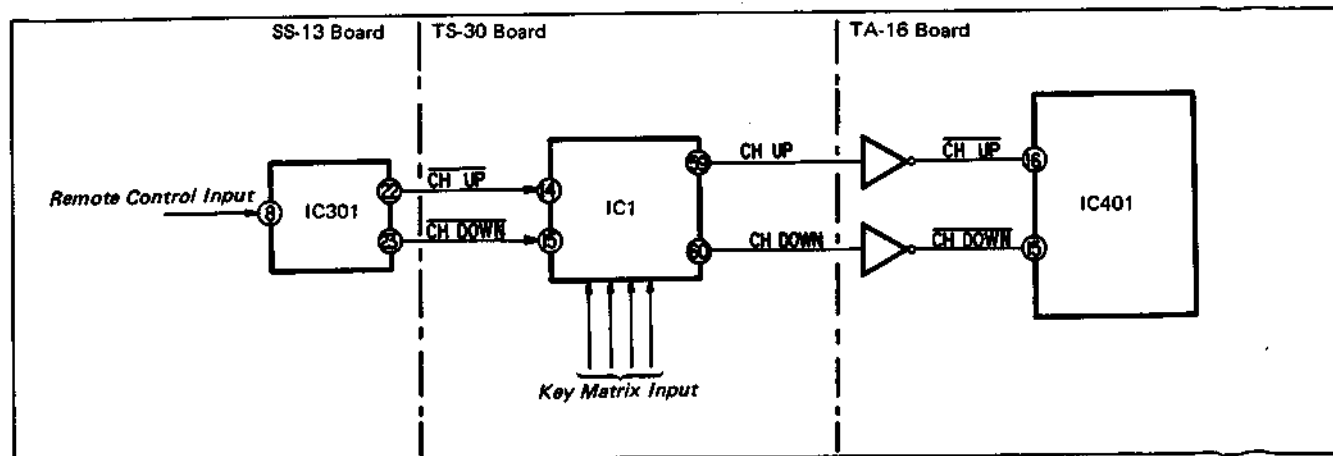 SS-13 Board
TS-30 Board
TA-16 Board
Remote Control Input
8
IC301
22
23
CH UP
CH DOWN
14
15
IC1
59
60
Key Matrix Input
CH UP
CH DOWN
CH UP
CH DOWN
16
15
IC401